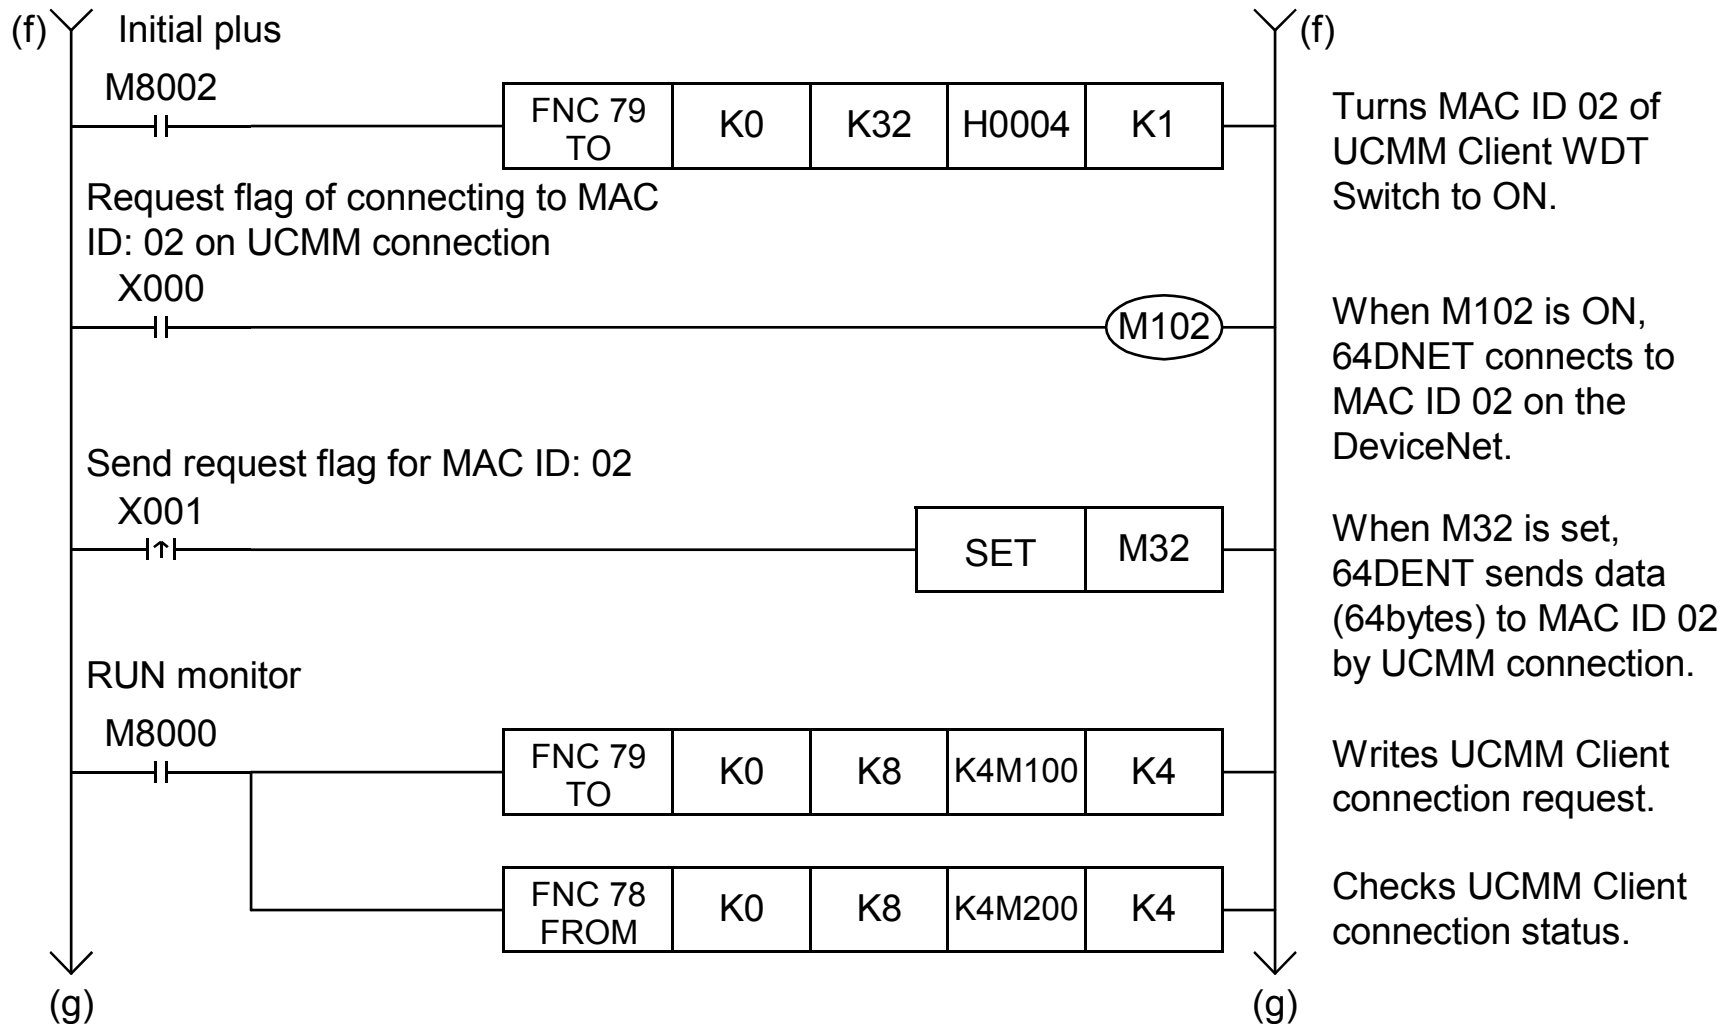 (f)
Initial plus
(f)
M8002
FNC 79
TO
K0
K32
H0004
K1
Turns MAC ID 02 of
UCMM Client WDT
Switch to ON.
Request flag of connecting to MAC
ID: 02 on UCMM connection
X000
M102
When M102 is ON,
64DNET connects to
MAC ID 02 on the
DeviceNet.
Send request flag for MAC ID: 02
X001
SET
M32
When M32 is set,
64DENT sends data
(64bytes) to MAC ID 02
by UCMM connection.
RUN monitor
M8000
FNC 79
TO
K0
K8
K4M100
K4
Writes UCMM Client
connection request.
FNC 78
FROM
K0
K8
K4M200
K4
Checks UCMM Client
connection status.
(g)
(g)